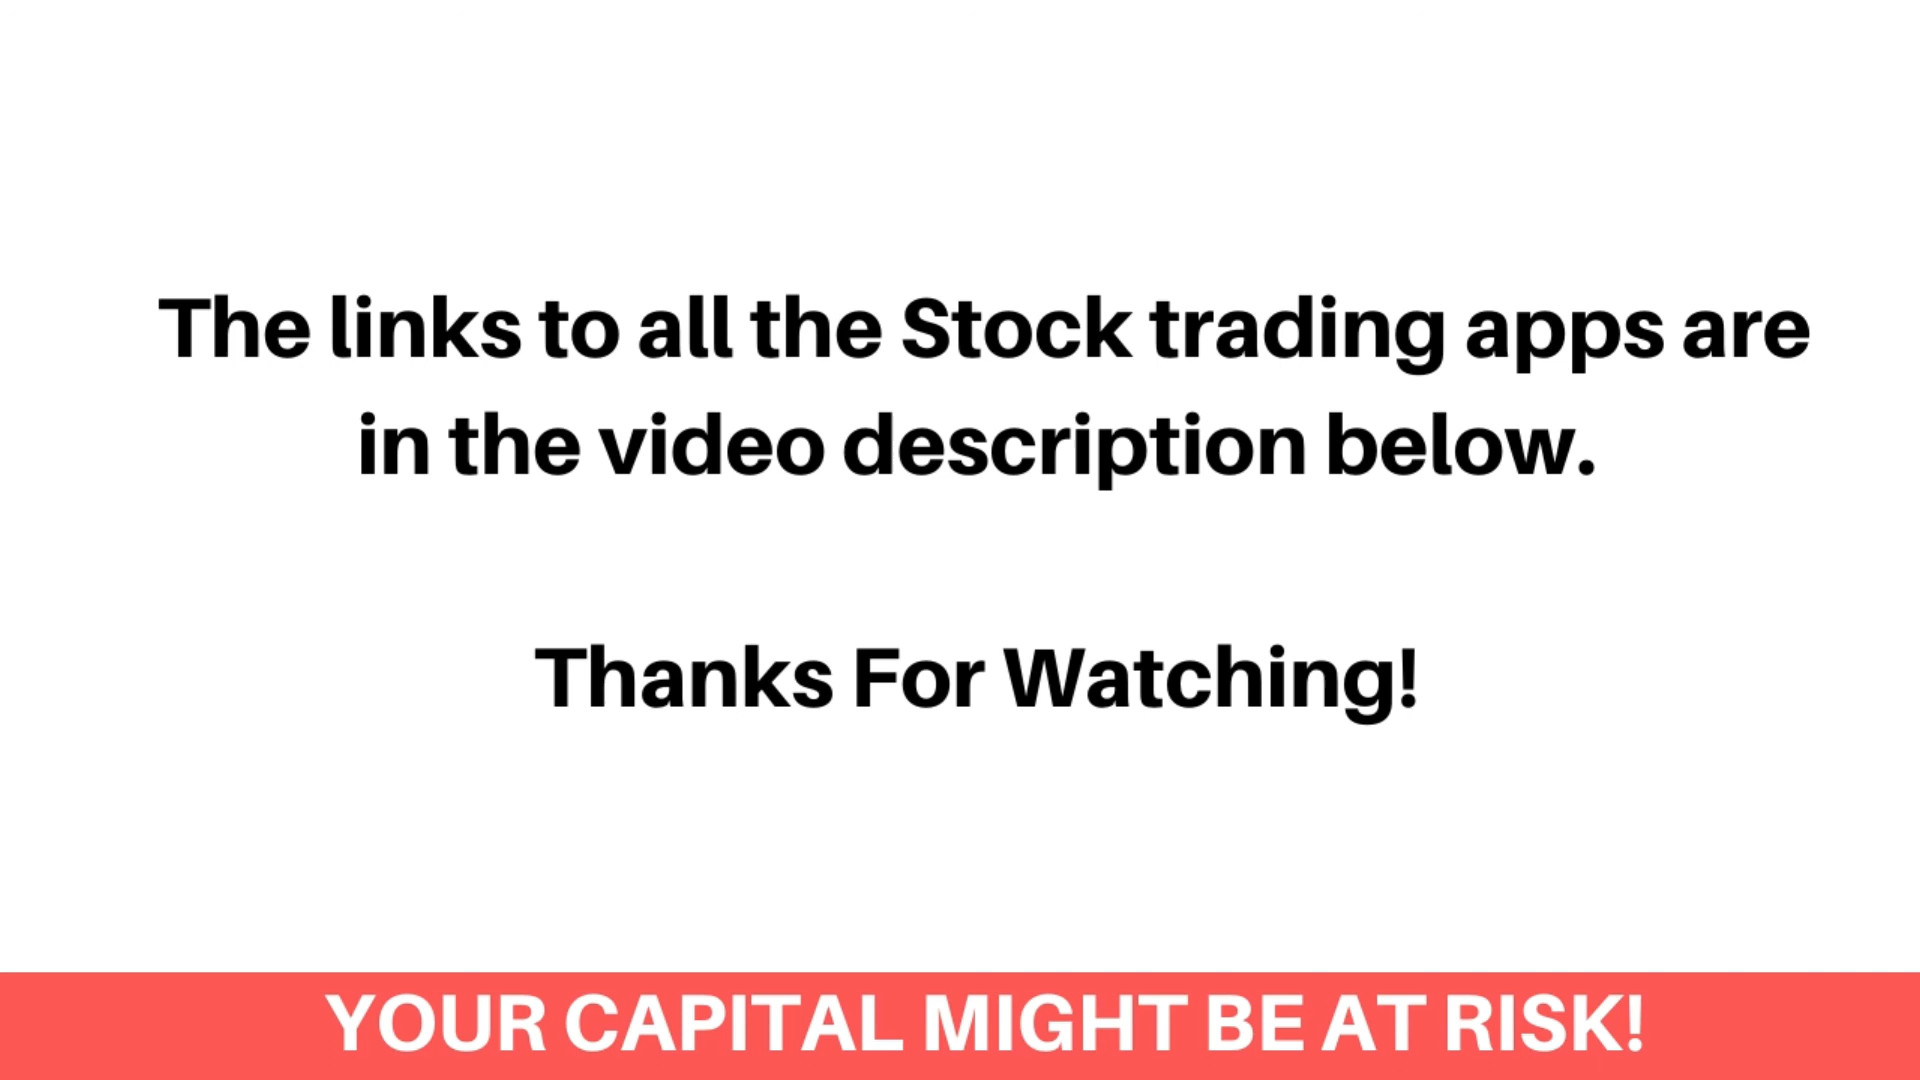 The links to all the Stock trading apps are
in the video description below.
Thanks For Watching!
YOUR CAPITAL MIGHT BE AT RISK!